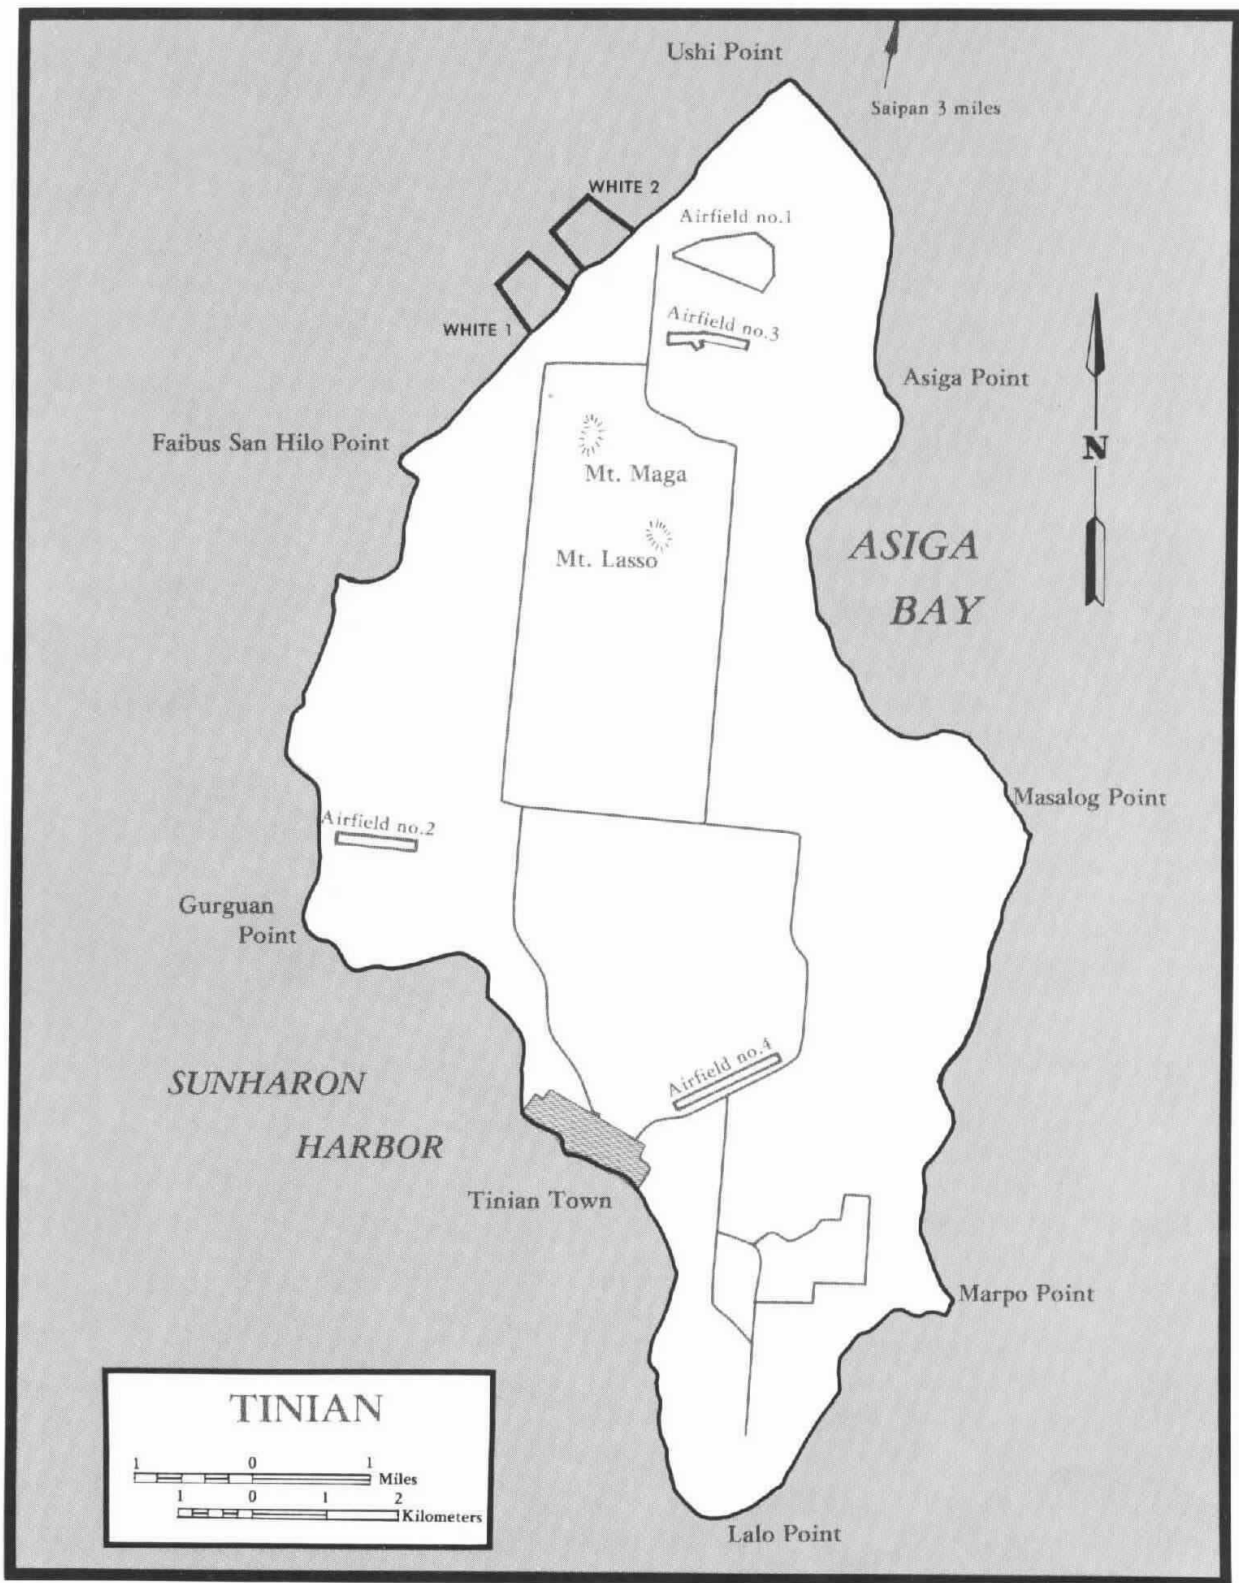 Ushi Point
Saipan 3 miles
WHITE 2
Airfield no.1
WHITE 1
Airfield no.3
Asiga Point
Faibus San Hilo Point
N
Mt. Maga
ASIGA
BAY
Mt. Lasso
Masalog Point
Airfield no.2
Gurguan
Point
Airfield no.4
SUNHARON
HARBOR
Tinian Town
Marpo Point
TINIAN
1 0 1
Miles
1 0 1 2
Kilometers
Lalo Point